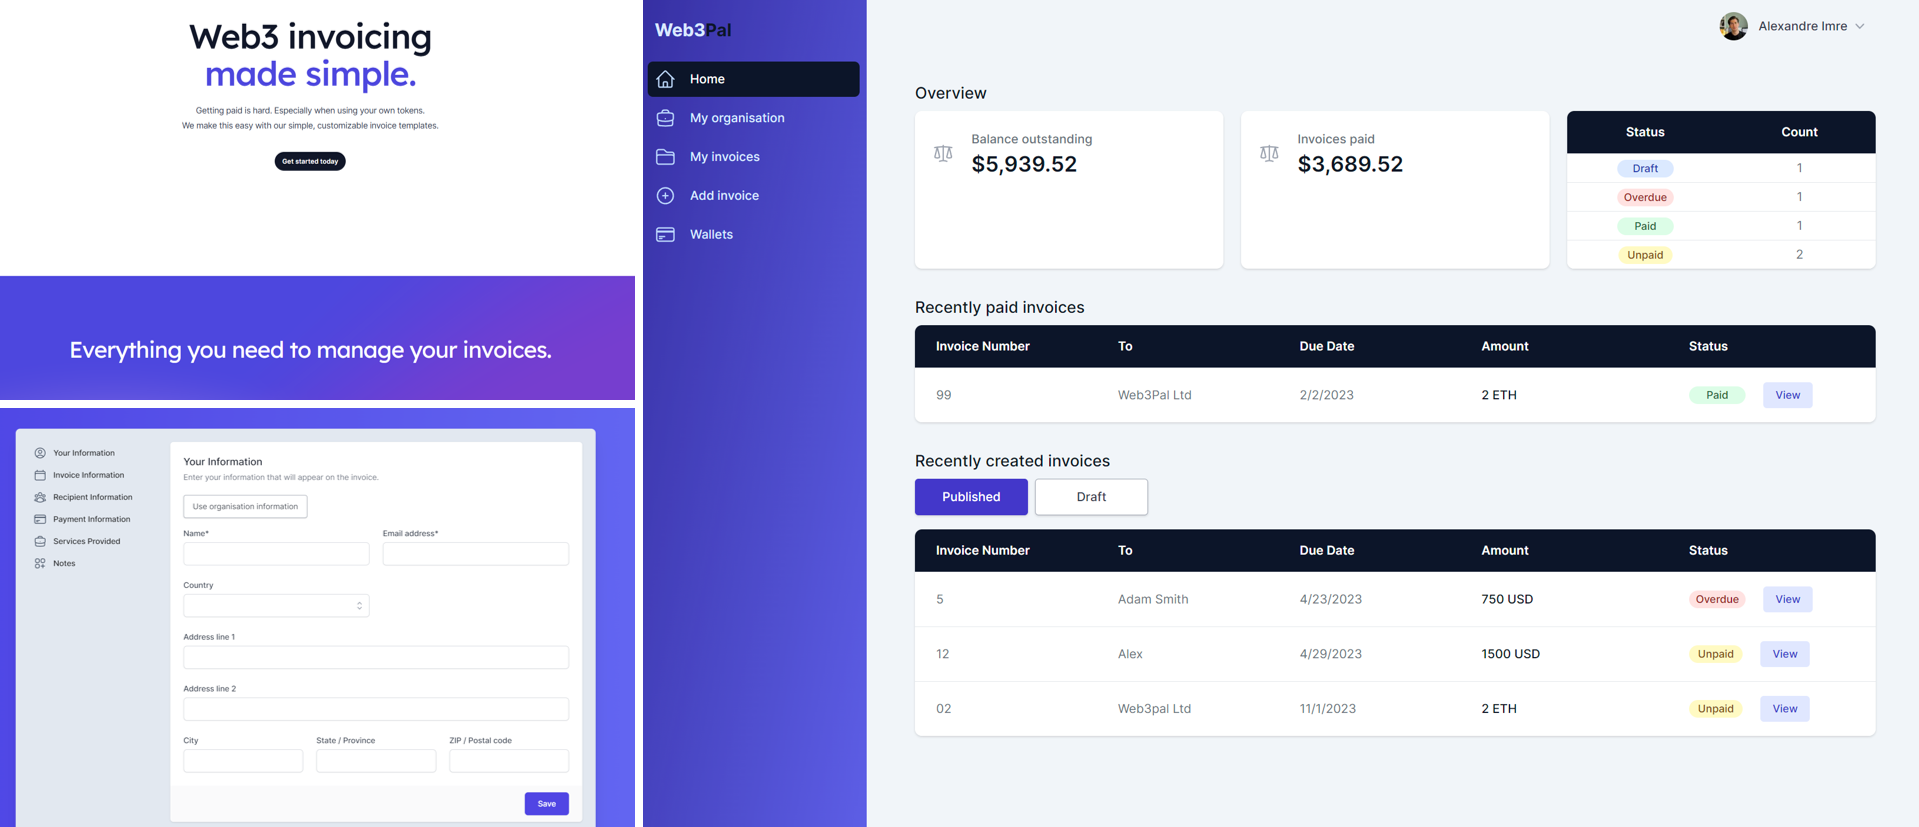 Web3 invoicing
made simple.
Getting paid is hard. Especially when using your own tokens.
We make this easy with our simple, customizable invoice templates.
Get started today
Everything you need to manage your invoices.
Your Information
Invoice Information
Recipient Information
Payment Information
Services Provided
Notes
Your Information
Enter your information that will appear on the invoice.
Use organisation information
Name* Email address*
Country
Address line 1
Address line 2
City State / Province ZIP / Postal code
Save
Web3Pal
Home
My organisation
My invoices
Add invoice
Wallets
Alexandre Imre
Overview
Balance outstanding
$5,939.52
Invoices paid
$3,689.52
Status Count
Draft 1
Overdue 1
Paid 1
Unpaid 2
Recently paid invoices
Invoice Number To Due Date Amount Status
99 Web3Pal Ltd 2/2/2023 2 ETH Paid View
Recently created invoices
Published Draft
Invoice Number To Due Date Amount Status
5 Adam Smith 4/23/2023 750 USD Overdue View
12 Alex 4/29/2023 1500 USD Unpaid View
02 Web3pal Ltd 11/1/2023 2 ETH Unpaid View